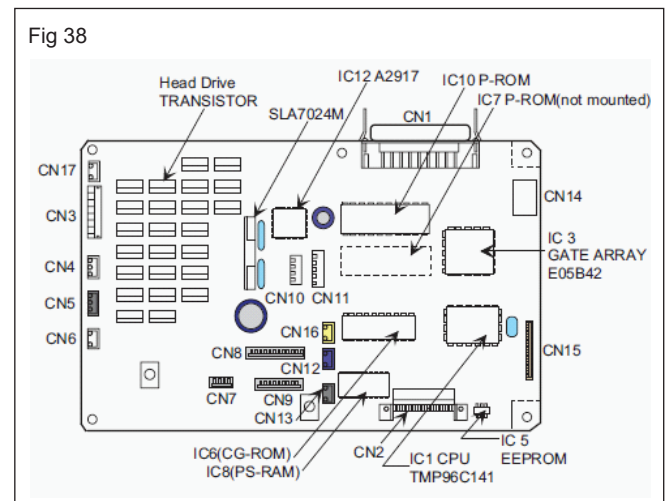 Fig 38
Head Drive
TRANSISTOR
IC12 A2917
SLA7024M
IC10 P-ROM
IC7 P-ROM(not mounted)
CN1
CN17
CN3
CN4
CN5
CN6
CN14
IC 3
GATE ARRAY
E05B42
CN10
CN11
CN16
CN8
CN12
CN15
CN7
CN9
CN13
IC6(CG-ROM)
IC8(PS-RAM)
CN2
IC1 CPU
TMP96C141
IC 5
EEPROM